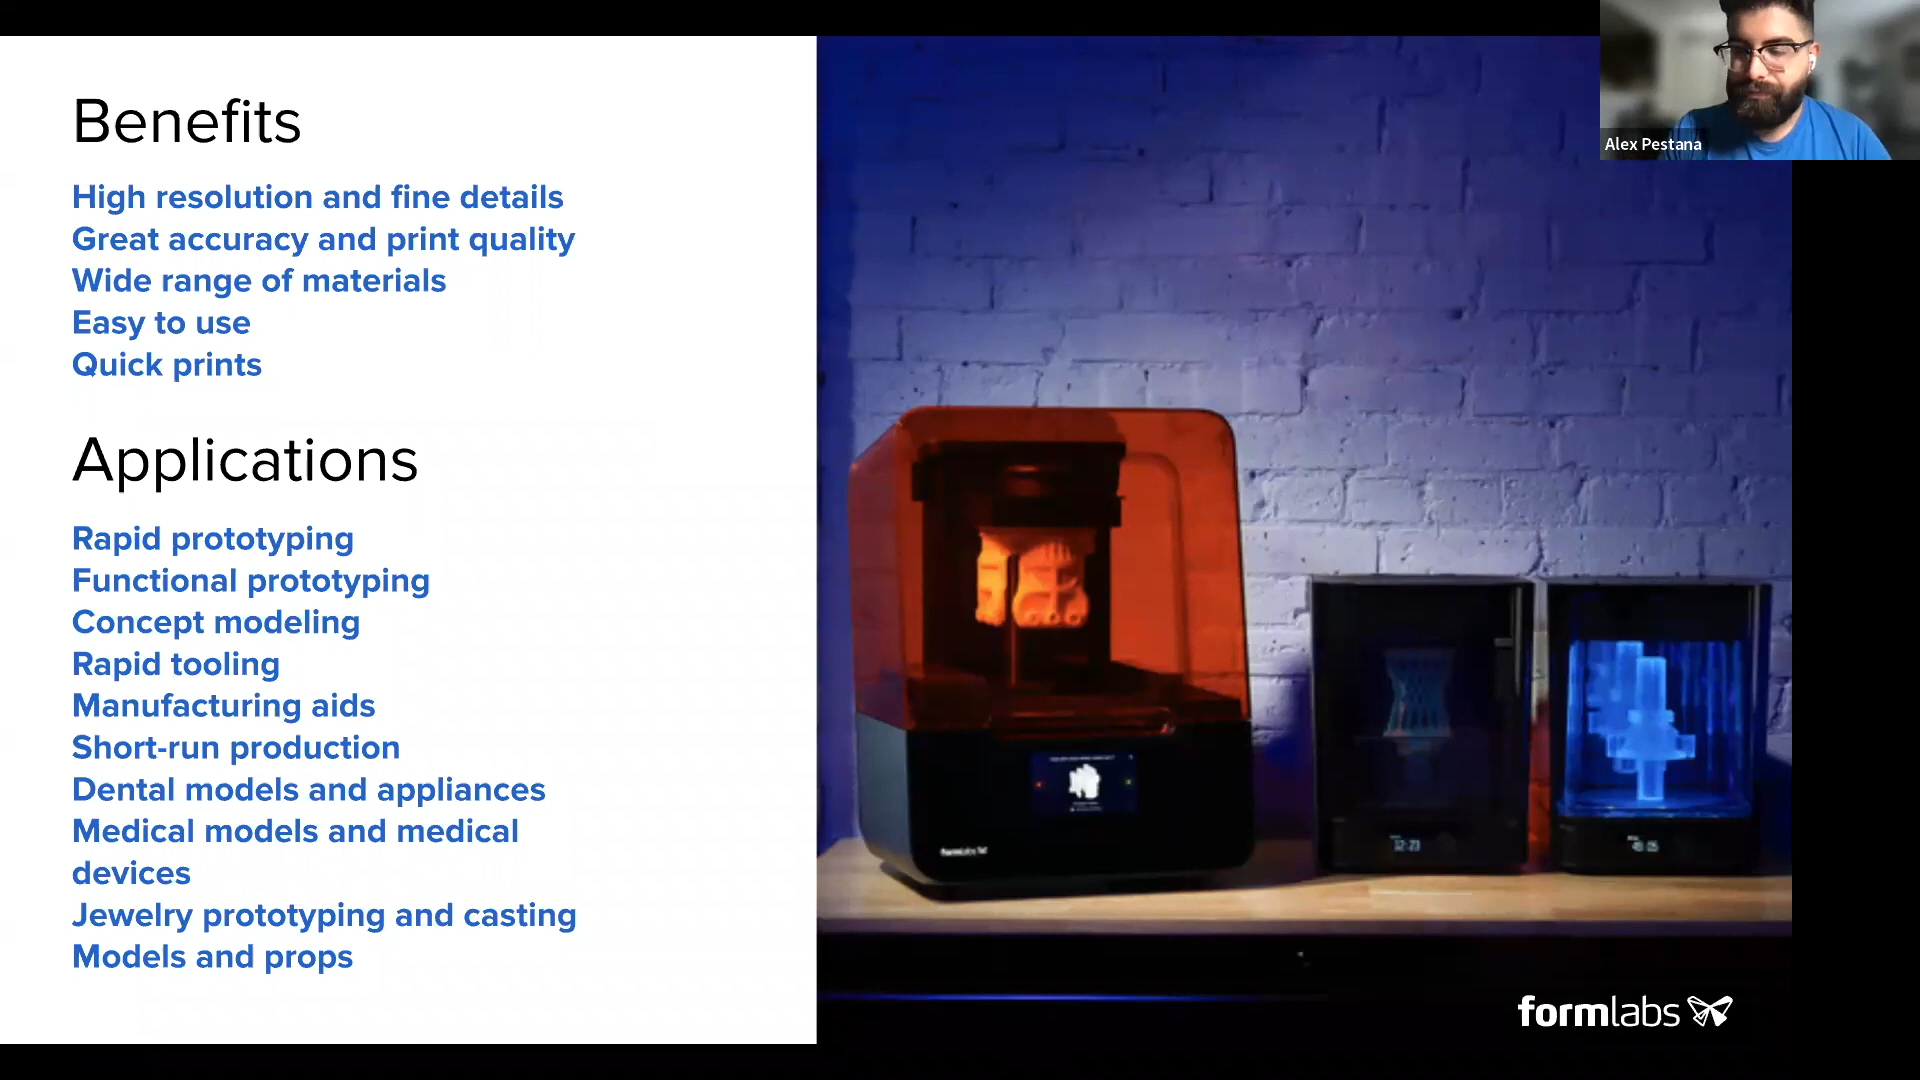 Benefits
High resolution and fine details
Great accuracy and print quality
Wide range of materials
Easy to use
Quick prints
Applications
Rapid prototyping
Functional prototyping
Concept modeling
Rapid tooling
Manufacturing aids
Short-run production
Dental models and appliances
Medical models and medical
devices
Jewelry prototyping and casting
Models and props
Alex Pestana
formlabs